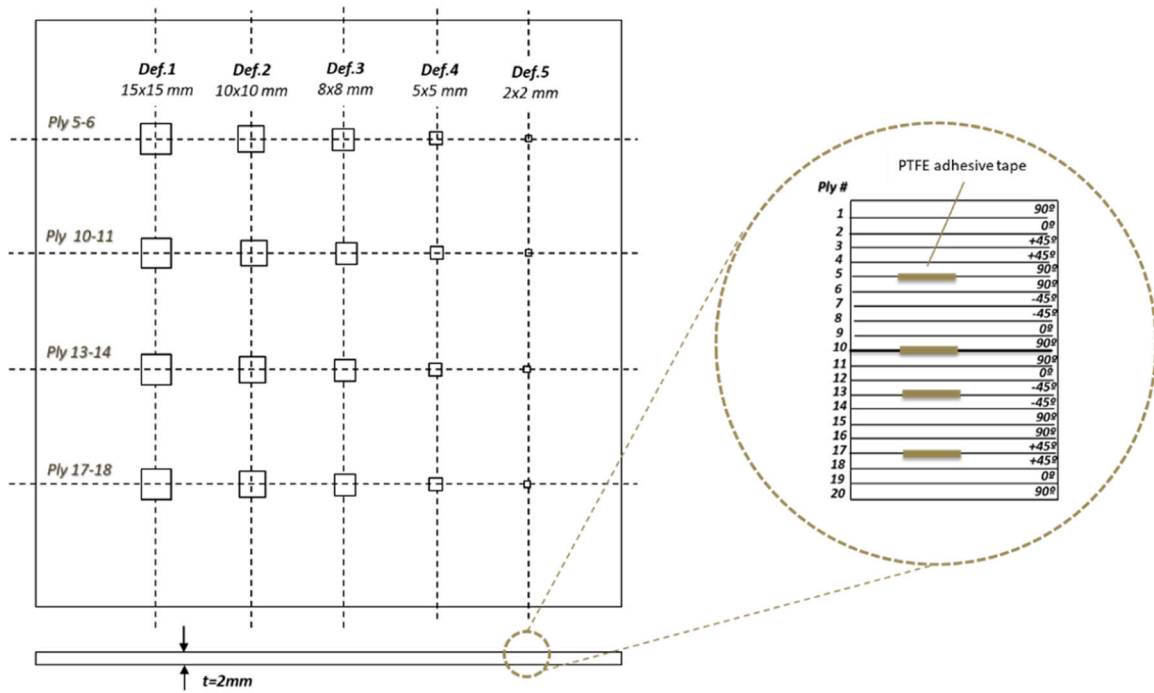 Def.1 Def.2 Def.3 Def.4 Def.5
15x15 mm 10x10 mm 8x8 mm 5x5 mm 2x2 mm
Ply 5-6
Ply 10-11
Ply 13-14
Ply 17-18
t=2mm
PTFE adhesive tape
Ply #
1 90º
2 0º
3 +45º
4 +45º
5 90º
6 90º
7 -45º
8 -45º
9 0º
10 90º
11 90º
12 0º
13 -45º
14 -45º
15 90º
16 90º
17 +45º
18 +45º
19 0º
20 90º